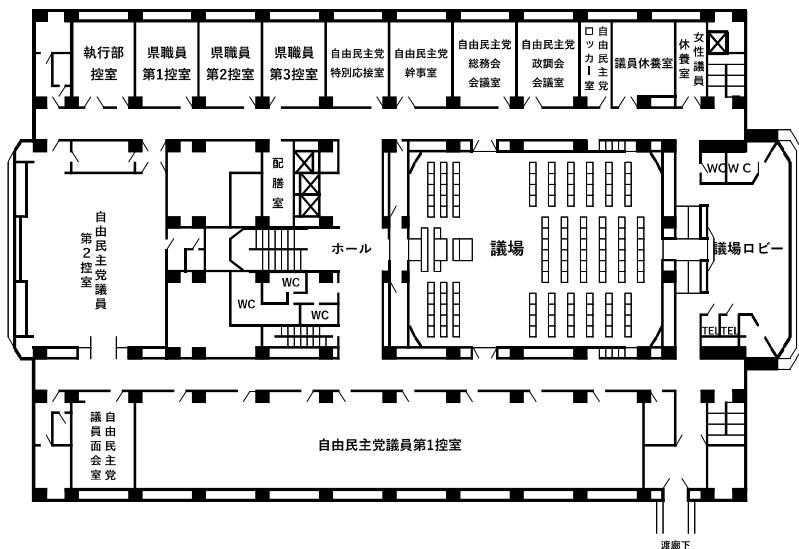 執行部
控室
県職員
第1控室
県職員
第2控室
県職員
第3控室
自由民主党
特別応接室
自由民主党
幹事室
自由民主党
総務会
会議室
自由民主党
政調会
会議室
自由民主党
ロッカー室
議員休養室
女性議員
休養室
配膳室
WC
WC
自由民主党議員
第2控室
ホール
議場
議場ロビー
WC
WC
WC
TEL
TEL
自由民主党
議員面会室
自由民主党議員第1控室
渡廊下